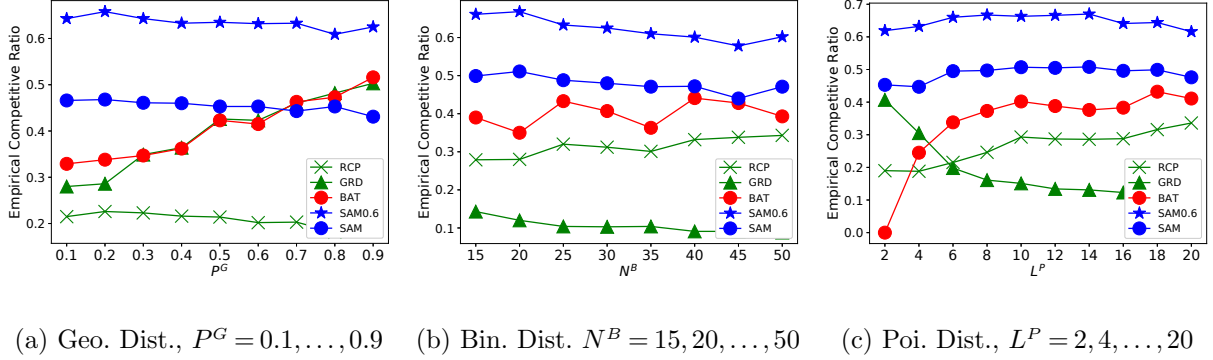 Empirical Competitive Ratio
0.6
0.5
0.4
0.3
0.2
0.1 0.2 0.3 0.4 0.5 0.6 0.7 0.8 0.9
P^G
RCP
GRD
BAT
SAM0.6
SAM
Empirical Competitive Ratio
0.6
0.5
0.4
0.3
0.2
0.1
15 20 25 30 35 40 45 50
N^B
RCP
GRD
BAT
SAM0.6
SAM
Empirical Competitive Ratio
0.7
0.6
0.5
0.4
0.3
0.2
0.1
0.0
2 4 6 8 10 12 14 16 18 20
L^P
RCP
GRD
BAT
SAM0.6
SAM
(a) Geo. Dist., P^G = 0.1, . . . , 0.9
(b) Bin. Dist. N^B = 15, 20, . . . , 50
(c) Poi. Dist., L^P = 2, 4, . . . , 20